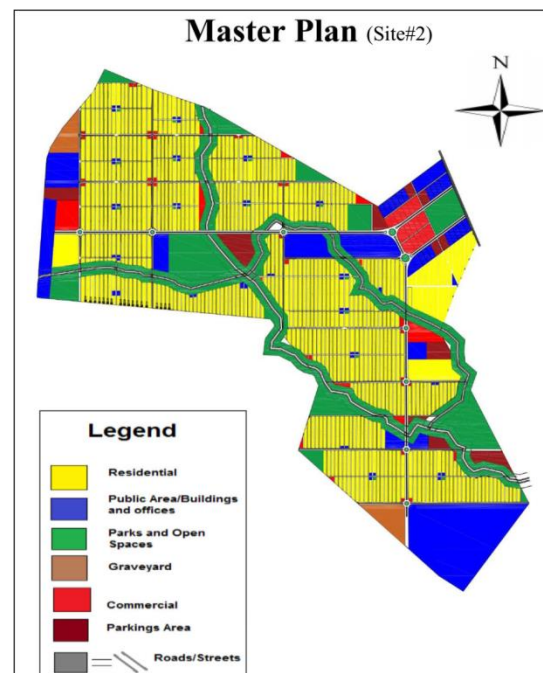 Master Plan (Site#2)
N
Legend
Residential
Public Area/Buildings
and offices
Parks and Open
Spaces
Graveyard
Commercial
Parkings Area
Roads/Streets